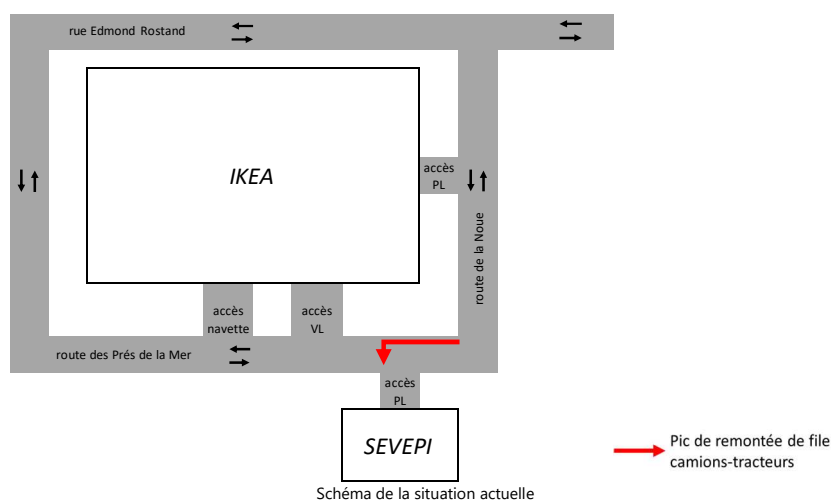 rue Edmond Rostand
IKEA
accès
PL
route de la Noue
accès
navette
accès
VL
route des Prés de la Mer
accès
PL
SEVEPI
Pic de remontée de file
camions-tracteurs
Schéma de la situation actuelle